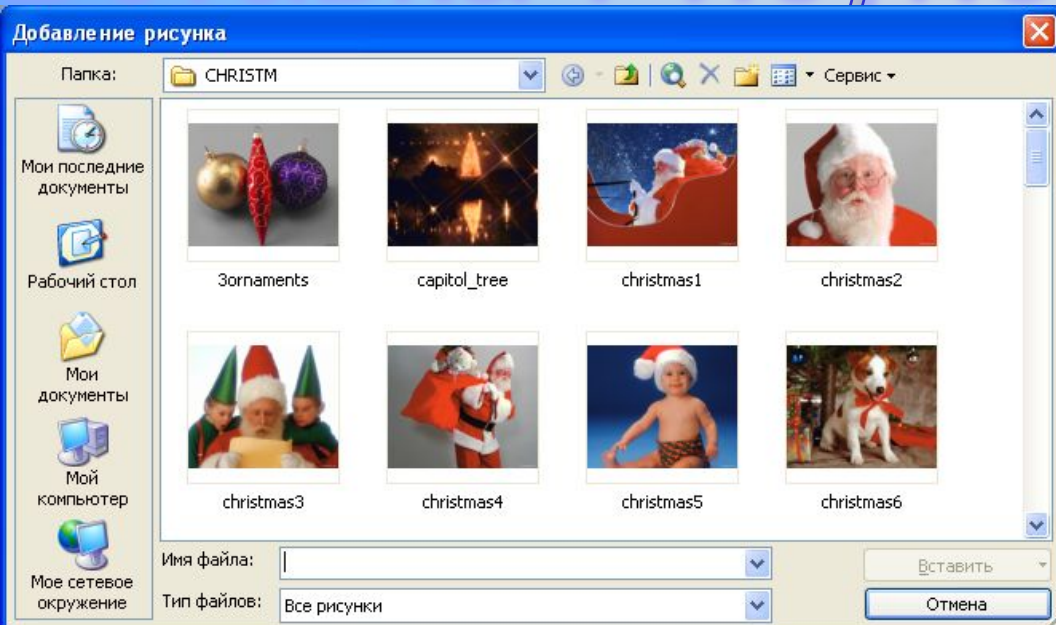 Добавление рисунка
Папка:
CHRISTM
Сервис
Мои последние
документы
Рабочий стол
Мои
документы
Мой
компьютер
Мое сетевое
окружение
3ornaments
capitol_tree
christmas1
christmas2
christmas3
christmas4
christmas5
christmas6
Имя файла:
Вставить
Тип файлов:
Все рисунки
Отмена